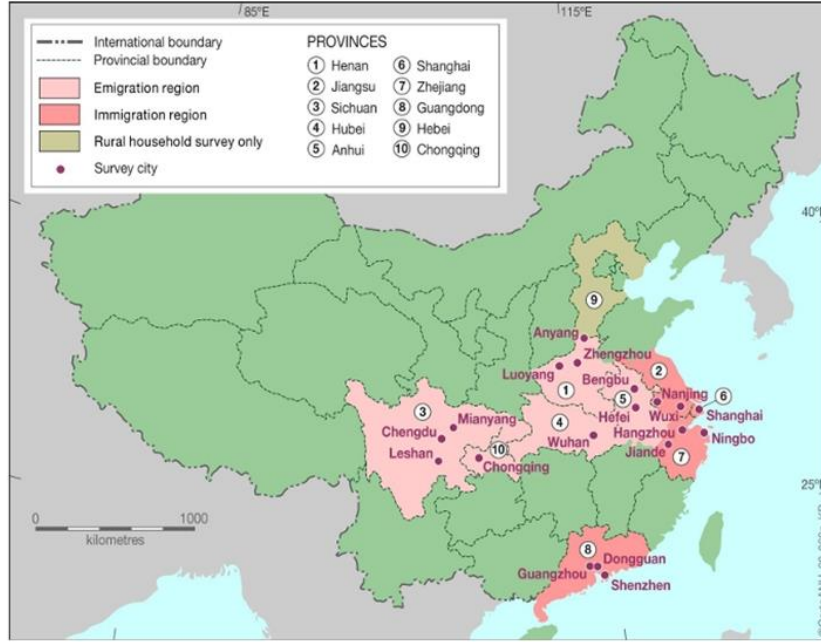 85°E
115°E
International boundary
Provincial boundary
Emigration region
Immigration region
Rural household survey only
Survey city
PROVINCES
1 Henan
2 Jiangsu
3 Sichuan
4 Hubei
5 Anhui
6 Shanghai
7 Zhejiang
8 Guangdong
9 Hebei
10 Chongqing
40°
9
Anyang
Zhengzhou
Luoyang
Bengbu
2
1
5
Nanjing
6
3
Mianyang
4
Hefei
Wuxi
Shanghai
Chengdu
Hangzhou
Ningbo
10
Wuhan
Leshan
Chongqing
Jiande
7
25°
0
1000
kilometres
8
Dongguan
Guangzhou
Shenzhen